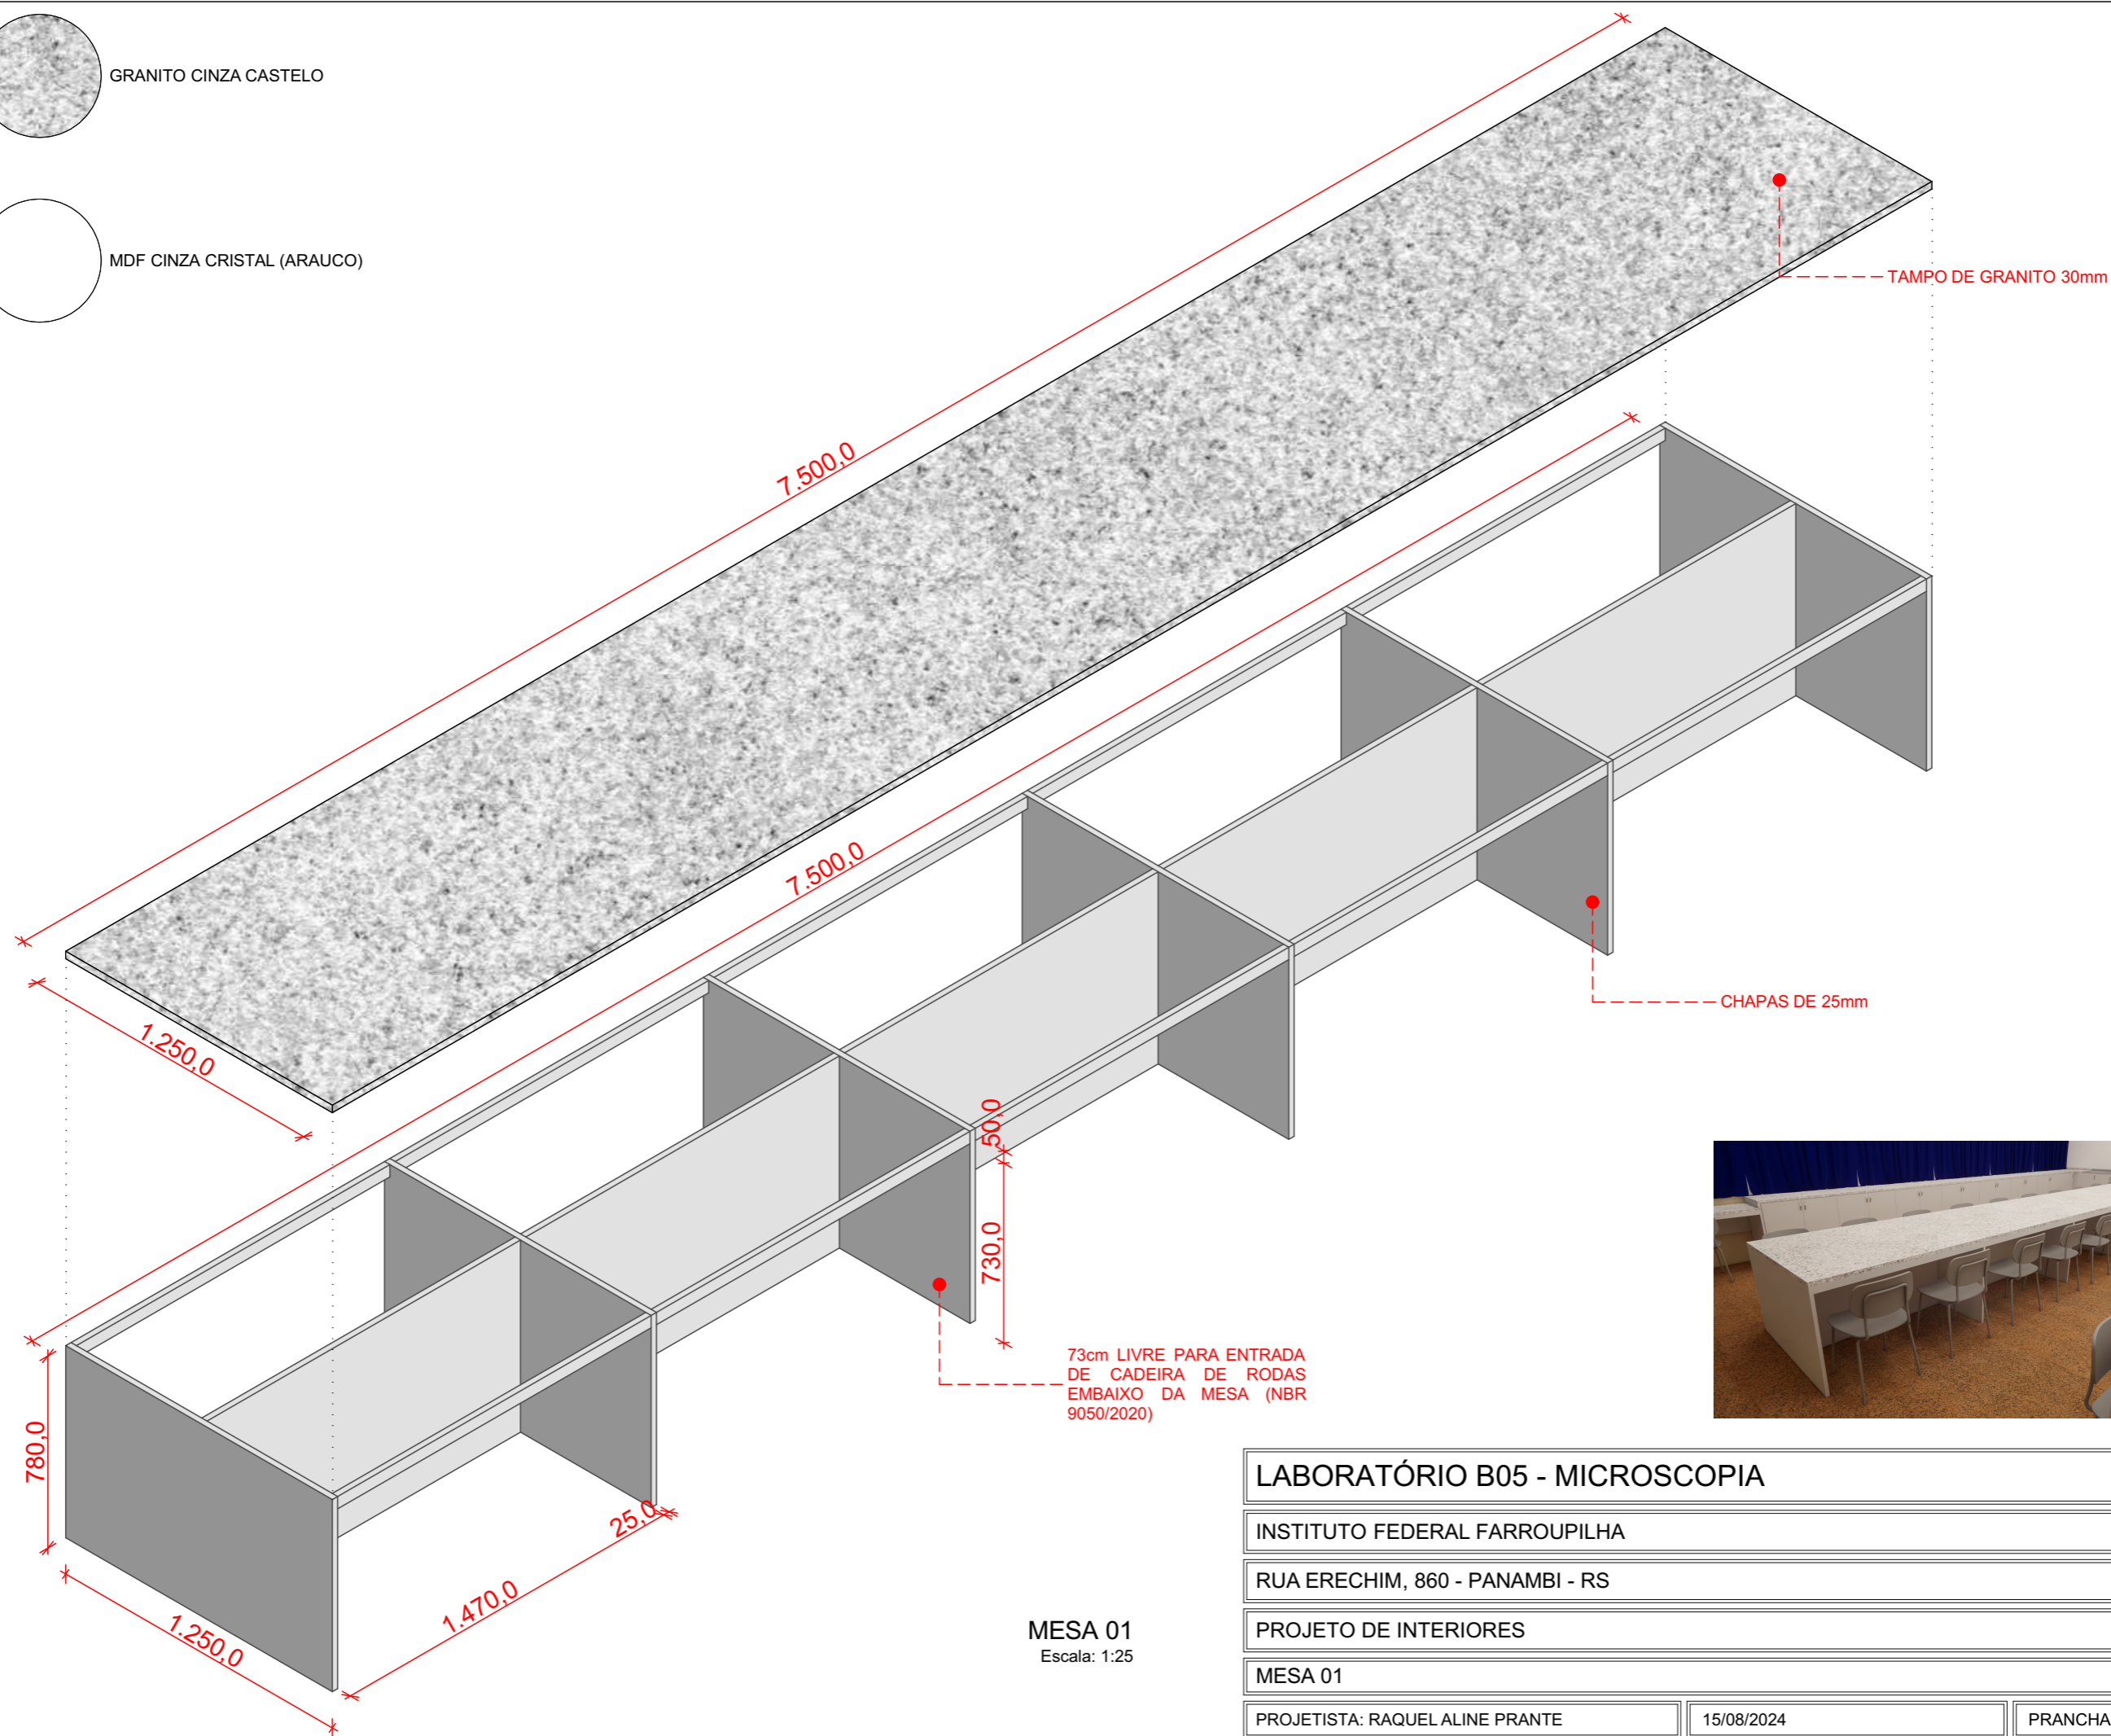 GRANITO CINZA CASTELO
MDF CINZA CRISTAL (ARAUCO)
TAMPO DE GRANITO 30mm
7.500,0
7.500,0
1.250,0
CHAPAS DE 25mm
50,0
730,0
73cm LIVRE PARA ENTRADA
DE CADEIRA DE RODAS
EMBAIXO DA MESA (NBR
9050/2020)
780,0
25,0
1.470,0
1.250,0
MESA 01
Escala: 1:25
LABORATÓRIO B05 - MICROSCOPIA
INSTITUTO FEDERAL FARROUPILHA
RUA ERECHIM, 860 - PANAMBI - RS
PROJETO DE INTERIORES
MESA 01
PROJETISTA: RAQUEL ALINE PRANTE
15/08/2024
PRANCHA